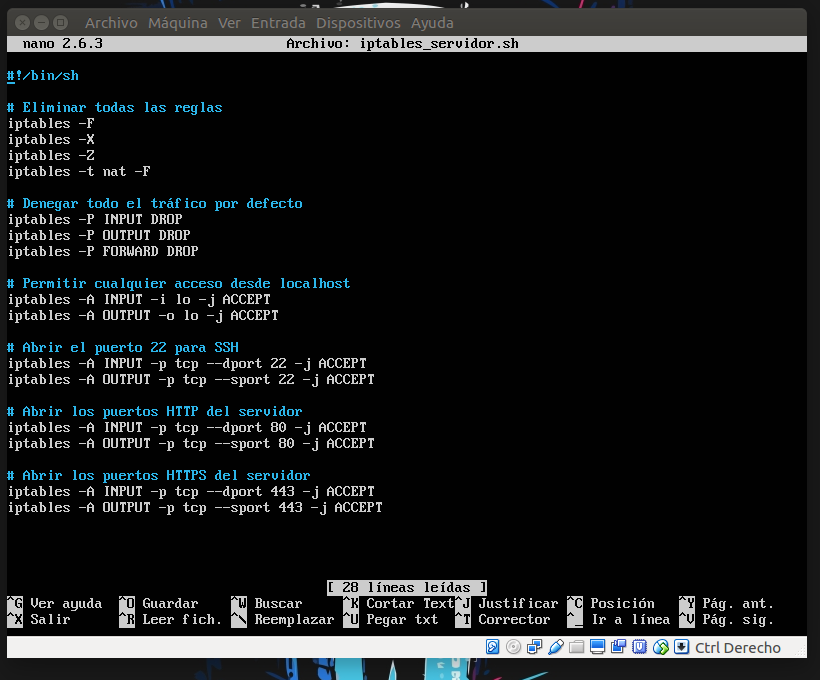 Archivo Máquina Ver Entrada Dispositivos Ayuda
nano 2.6.3 Archivo: iptables_servidor.sh
#!/bin/sh
# Eliminar todas las reglas
iptables -F
iptables -X
iptables -Z
iptables -t nat -F
# Denegar todo el tráfico por defecto
iptables -P INPUT DROP
iptables -P OUTPUT DROP
iptables -P FORWARD DROP
# Permitir cualquier acceso desde localhost
iptables -A INPUT -i lo -j ACCEPT
iptables -A OUTPUT -o lo -j ACCEPT
# Abrir el puerto 22 para SSH
iptables -A INPUT -p tcp --dport 22 -j ACCEPT
iptables -A OUTPUT -p tcp --sport 22 -j ACCEPT
# Abrir los puertos HTTP del servidor
iptables -A INPUT -p tcp --dport 80 -j ACCEPT
iptables -A OUTPUT -p tcp --sport 80 -j ACCEPT
# Abrir los puertos HTTPS del servidor
iptables -A INPUT -p tcp --dport 443 -j ACCEPT
iptables -A OUTPUT -p tcp --sport 443 -j ACCEPT
[ 28 líneas leídas ]
^G Ver ayuda ^O Guardar ^W Buscar ^K Cortar Text ^J Justificar ^C Posición ^Y Pág. ant.
^X Salir ^R Leer fich. ^\ Reemplazar ^U Pegar txt ^T Corrector ^_ Ir a línea ^V Pág. sig.
Ctrl Derecho